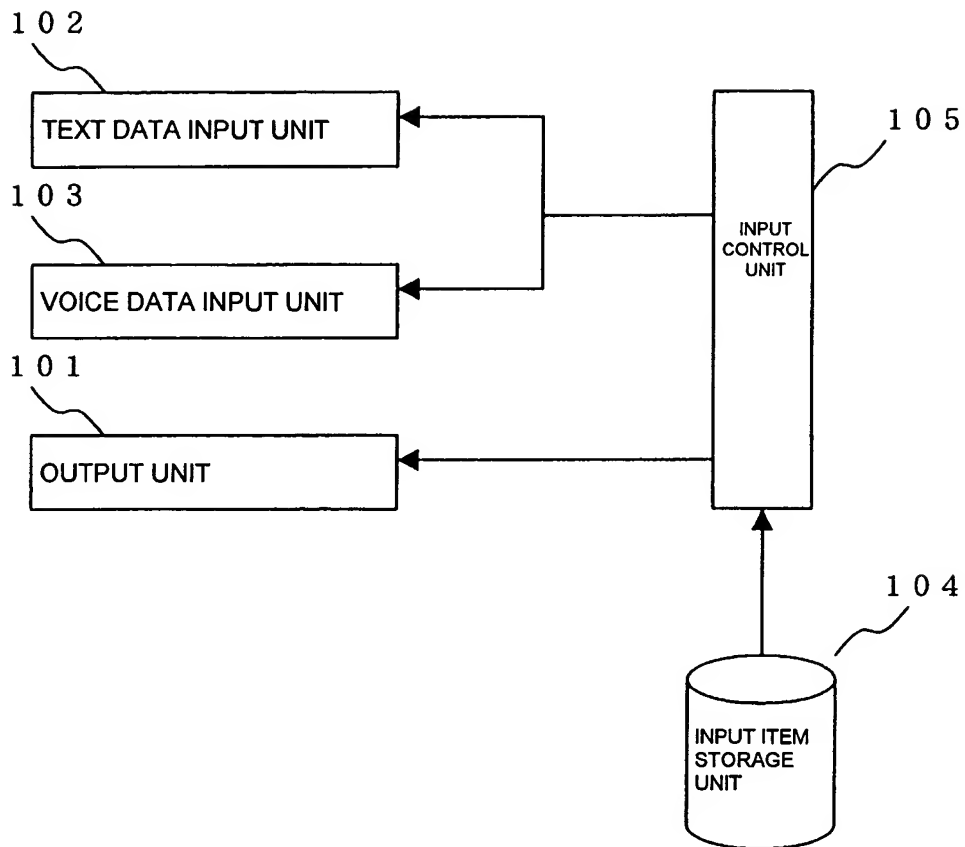 102
TEXT DATA INPUT UNIT
105
103
INPUT
CONTROL
UNIT
VOICE DATA INPUT UNIT
101
OUTPUT UNIT
104
INPUT ITEM
STORAGE
UNIT